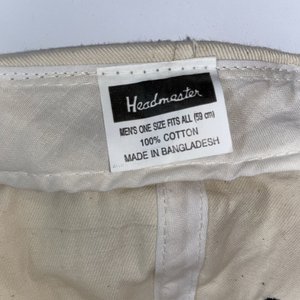 Headmaster
MEN'S ONE SIZE FITS ALL (59 cm)
100% COTTON
MADE IN BANGLADESH